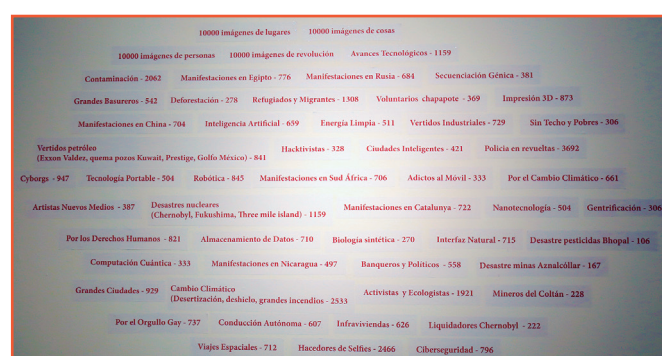 10000 imágenes de lugares 10000 imágenes de cosas
10000 imágenes de personas 10000 imágenes de revolución Avances Tecnológicos - 1159
Contaminación - 2062 Manifestaciones en Egipto - 776 Manifestaciones en Rusia - 684 Secuenciación Génica - 381
Grandes Basureros - 542 Deforestación - 278 Refugiados y Migrantes - 1308 Voluntarios chapapote - 369 Impresión 3D - 873
Manifestaciones en China - 704 Inteligencia Artificial - 659 Energía Limpia - 511 Vertidos Industriales - 729 Sin Techo y Pobres - 306
Vertidos petróleo
(Exxon Valdez, quema pozos Kuwait, Prestige, Golfo México) - 841 Hacktivistas - 328 Ciudades Inteligentes - 421 Policia en revueltas - 3692
Cyborgs - 947 Tecnología Portable - 504 Robótica - 845 Manifestaciones en Sud África - 706 Adictos al Móvil - 333 Por el Cambio Climático - 661
Artistas Nuevos Medios - 387 Desastres nucleares
(Chernobyl, Fukushima, Three mile island) - 1159 Manifestaciones en Catalunya - 722 Nanotecnología - 504 Gentrificación - 306
Por los Derechos Humanos - 821 Almacenamiento de Datos - 710 Biología sintética - 270 Interfaz Natural - 715 Desastre pesticidas Bhopal - 106
Computación Cuántica - 333 Manifestaciones en Nicaragua - 497 Banqueros y Políticos - 558 Desastre minas Aznalcóllar - 167
Grandes Ciudades - 929 Cambio Climático
(Desertización, deshielo, grandes incendios - 2533 Activistas y Ecologistas - 1921 Mineros del Coltán - 228
Por el Orgullo Gay - 737 Conducción Autónoma - 607 Infraviviendas - 626 Liquidadores Chernobyl - 222
Viajes Espaciales - 712 Hacedores de Selfies - 2466 Ciberseguridad - 796